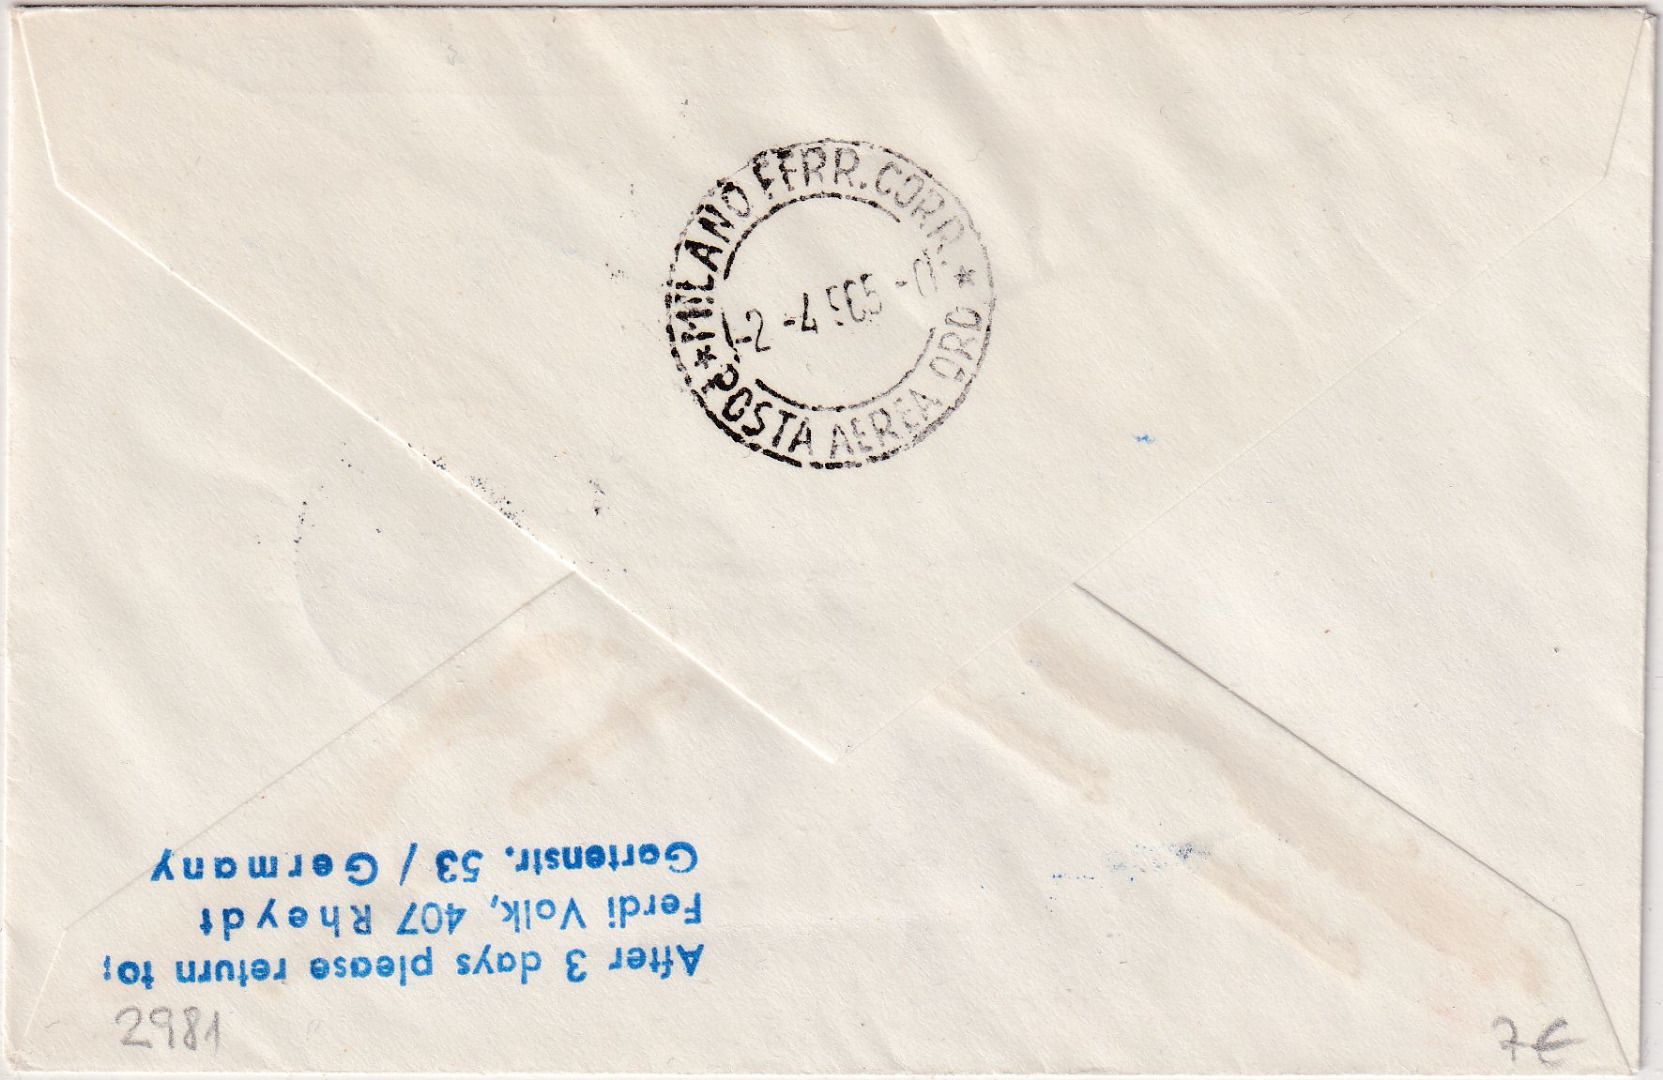 * MILANO FERR. CORR. *
POSTA AEREA ORD
-2 -4
After 3 days please return to:
Ferdi Volk, 407 Rheydt
Gartenstr. 53 / Germany
2981
7€